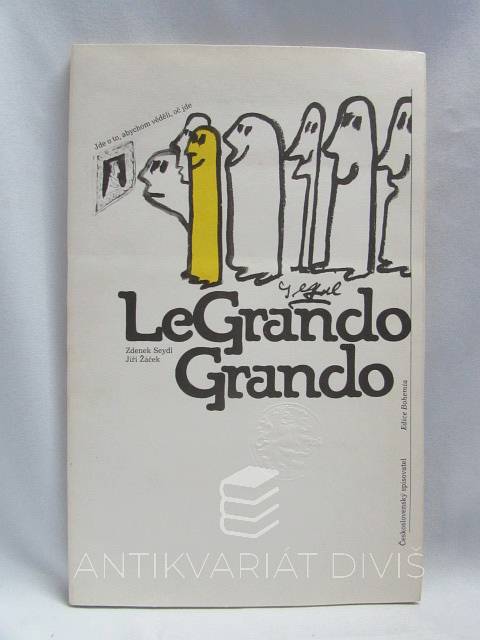 Jde o to, abychom věděli, oč jde
LeGrando
Zdenek Seydl
Jiří Žáček
Grando
Československý spisovatel
Edice Bohemia
ANTIKVARIÁT DIVIŠ